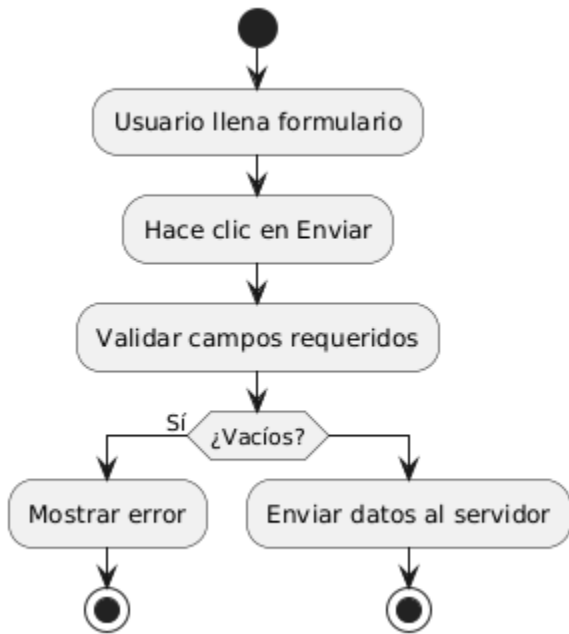 Usuario llena formulario
Hace clic en Enviar
Validar campos requeridos
Sí
¿Vacíos?
Mostrar error
Enviar datos al servidor